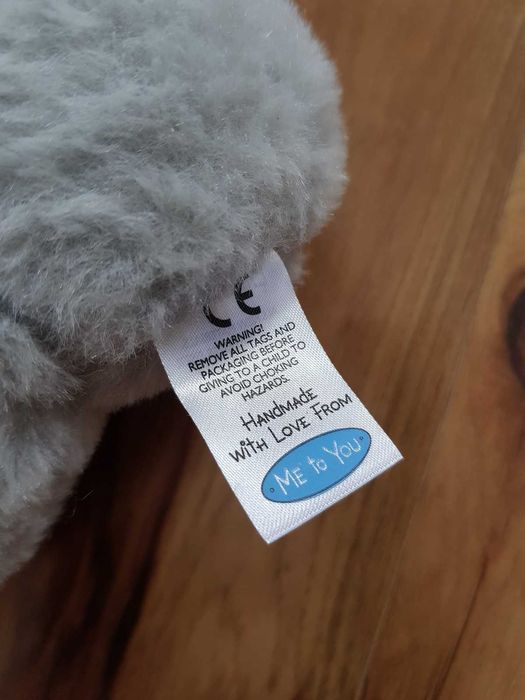 CE
WARNING!
REMOVE ALL TAGS AND
PACKAGING BEFORE
GIVING TO A CHILD TO
AVOID CHOKING
HAZARDS.
HANDMADE
WITH LOVE FROM
ME to YOU